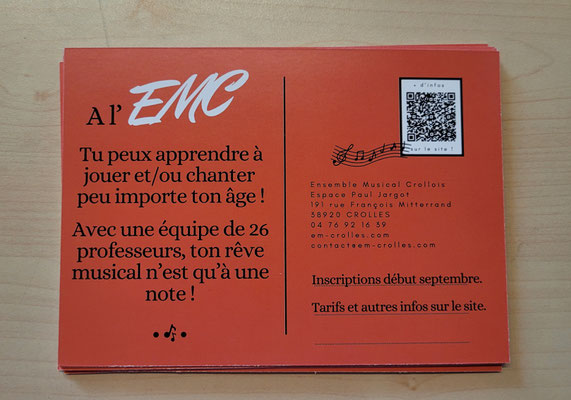 A l' EMC
Tu peux apprendre à
jouer et/ou chanter
peu importe ton âge !
Avec une équipe de 26
professeurs, ton rêve
musical n'est qu'à une
note !
+ d'infos
sur le site !
Ensemble Musical Crollois
Espace Paul Jargot
191 rue François Mitterrand
38920 CROLLES
04 76 92 16 39
em-crolles.com
contact@em-crolles.com
Inscriptions début septembre.
Tarifs et autres infos sur le site.